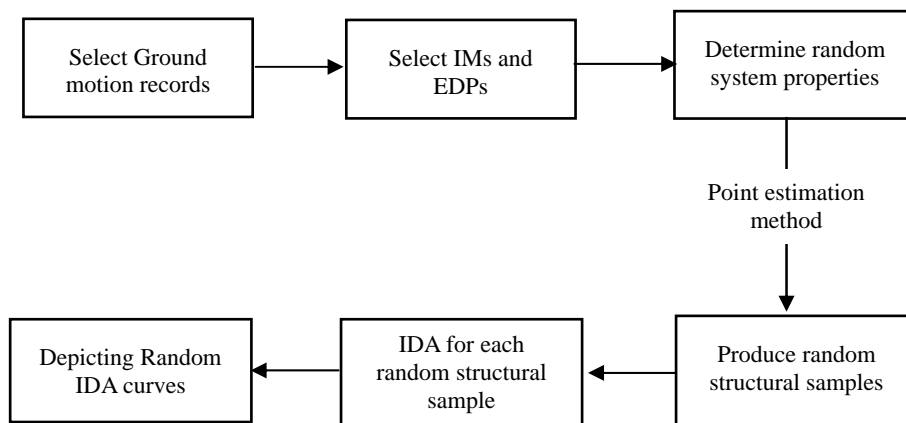 Select Ground
motion records
Select IMs and
EDPs
Determine random
system properties
Point estimation
method
Produce random
structural samples
IDA for each
random structural
sample
Depicting Random
IDA curves